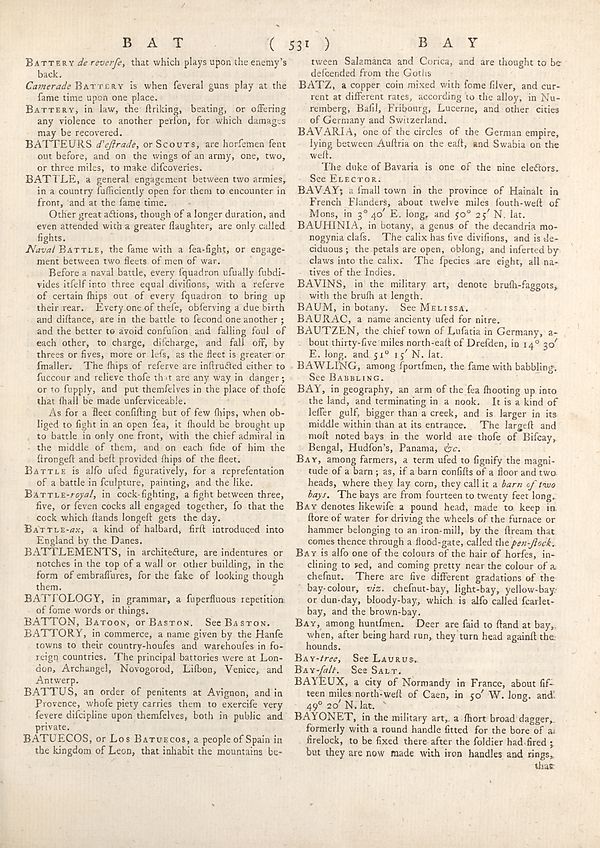 B A T ( 531 ) B A Y
BATTERY de reverſe, that which plays upon the enemy's
back.
Camerade BATTERY is when ſeveral guns play at the
ſame time upon one place.
BATTERY, in law, the ſtriking, beating, or offering
any violence to another perſon, for which damages
may be recovered.
BATTEURS d'eſtrade, or SCOUTS, are horſemen ſent
out before, and on the wings of an army, one, two,
or three miles, to make diſcoveries.
BATTLE, a general engagement between two armies,
in a country ſufficiently open for them to encounter in
front, and at the ſame time.
Other great actions, though of a longer duration, and
even attended with a greater ſlaughter, are only called
fights.
Naval BATTLE, the ſame with a ſea-fight, or engage-
ment between two fleets of men of war.
Before a naval battle, every ſquadron uſually ſubdi-
vides itſelf into three equal diviſions, with a reſerve
of certain ſhips out of every ſquadron to bring up
their rear. Every one of theſe, obſerving a due birth
and diſtance, are in the battle to ſecond one another ;
and the better to avoid confuſion and falling foul of
each other, to charge, diſcharge, and fall off, by
threes or fives, more or leſs, as the fleet is greater or
ſmaller. The ſhips of reſerve are inſtructed either to
ſuccour and relieve thoſe that are any way in danger ;
or to ſupply, and put themſelves in the place of thoſe
that ſhall be made unſerviceable.
As for a fleet conſiſting but of few ſhips, when ob-
liged to fight in an open ſea, it ſhould be brought up
to battle in only one front, with the chief admiral in
the middle of them, and on each ſide of him the
ſtrongeſt and beſt provided ſhips of the fleet.
BATTLE is alſo uſed figuratively, for a repreſentation
of a battle in ſculpture, painting, and the like.
BATTLE-royal, in cock-fighting, a fight between three,
five, or ſeven cocks all engaged together, ſo that the
cock which ſtands longeſt gets the day.
BATTLE-ax, a kind of halbard, firſt introduced into
England by the Danes.
BATTLEMENTS, in architecture, are indentures or
notches in the top of a wall or other building, in the
form of embraſſures, for the ſake of looking though
them.
BATTOLOGY, in grammar, a ſuperfluous repetition
of ſome words or things.
BATTON, BATOON, or BASTON. See BASTON.
BATTORY, in commerce, a name given by the Hanſe
towns to their country-houſes and warehouſes in fo-
reign countries. The principal battories were at Lon-
don, Archangel, Novogorod, Liſbon, Venice, and
Antwerp.
BATTUS, an order of penitents at Avignon, and in
Provence, whoſe piety carries them to exerciſe very
ſevere diſcipline upon themſelves, both in public and
private.
BATUECOS, or LOS BATUECOS, a people of Spain in
the kingdom of Leon, that inhabit the mountains be-
tween Salamanca and Corica, and are thought to be
deſcended from the Goths
BATZ, a copper coin mixed with ſome ſilver, and cur-
rent at different rates, according to the alloy, in Nu-
remberg, Baſil, Fribourg, Lucerne, and other cities
of Germany and Switzerland.
BAVARIA, one of the circles of the German empire,
lying between Auſtria on the eaſt, and Swabia on the
weſt.
The duke of Bavaria is one of the nine electors.
See ELECTOR.
BAVAY; a ſmall town in the province of Hainalt in
French Flanders, about twelve miles ſouth-weſt of
Mons, in 3° 40′ E. long. and 50° 25′ N. lat.
BAUHINIA, in botany, a genus of the decandria mo-
nogynia claſs. The calix has five diviſions, and is de-
ciduous ; the petals are open, oblong, and inſerted by
claws into the calix. The ſpecies are eight, all na-
tives of the Indies.
BAVINS, in the military art, denote bruſh-faggots,
with the bruſh at length.
BAUM, in botany. See MELISSA.
BAURAC, a name anciently uſed for nitre.
BAUTZEN, the chief town of Luſatia in Germany, a-
bout thirty-five miles north-eaſt of Dreſden, in 14° 30′
E. long. and 51° 15′ N. lat.
BAWLING, among ſportſmen, the ſame with babbling.
See BABBLING.
BAY, in geography, an arm of the ſea ſhooting up into
the land, and terminating in a nook. It is a kind of
leſſer gulf, bigger than a creek, and is larger in its
middle within than at its entrance. The largeſt and
moſt noted bays in the world are thoſe of Biſcay,
Bengal, Hudſon's, Panama, &c.
BAY, among farmers, a term uſed to ſignify the magni-
tude of a barn ; as, if a barn conſiſts of a floor and two
heads, where they lay corn, they call it a barn of two
bays. The bays are from fourteen to twenty feet long.
BAY denotes likewiſe a pound head, made to keep in
ſtore of water for driving the wheels of the furnace or
hammer belonging to an iron-mill, by the ſtream that
comes thence through a flood-gate, called the pen-ſtock.
BAY is alſo one of the colours of the hair of horſes, in-
clining to red, and coming pretty near the colour of a
cheſnut. There are five different gradations of the
bay-colour, viz. cheſnut-bay, light-bay, yellow-bay
or dun-day, bloody-bay, which is alſo called ſcarlet-
bay, and the brown-bay.
BAY, among huntſmen. Deer are ſaid to ſtand at bay,
when, after being hard run, they turn head againſt the
hounds.
BAY-tree, See LAURUS.
BAY-ſalt. See SALT.
BAYEUX, a city of Normandy in France, about fif-
teen miles north-weſt of Caen, in 50′ W. long. and
49° 20′ N. lat.
BAYONET, in the military art, a ſhort broad dagger,
formerly with a round handle fitted for the bore of a
firelock, to be fixed there after the ſoldier had fired ;
but they are now made with iron handles and rings,
that